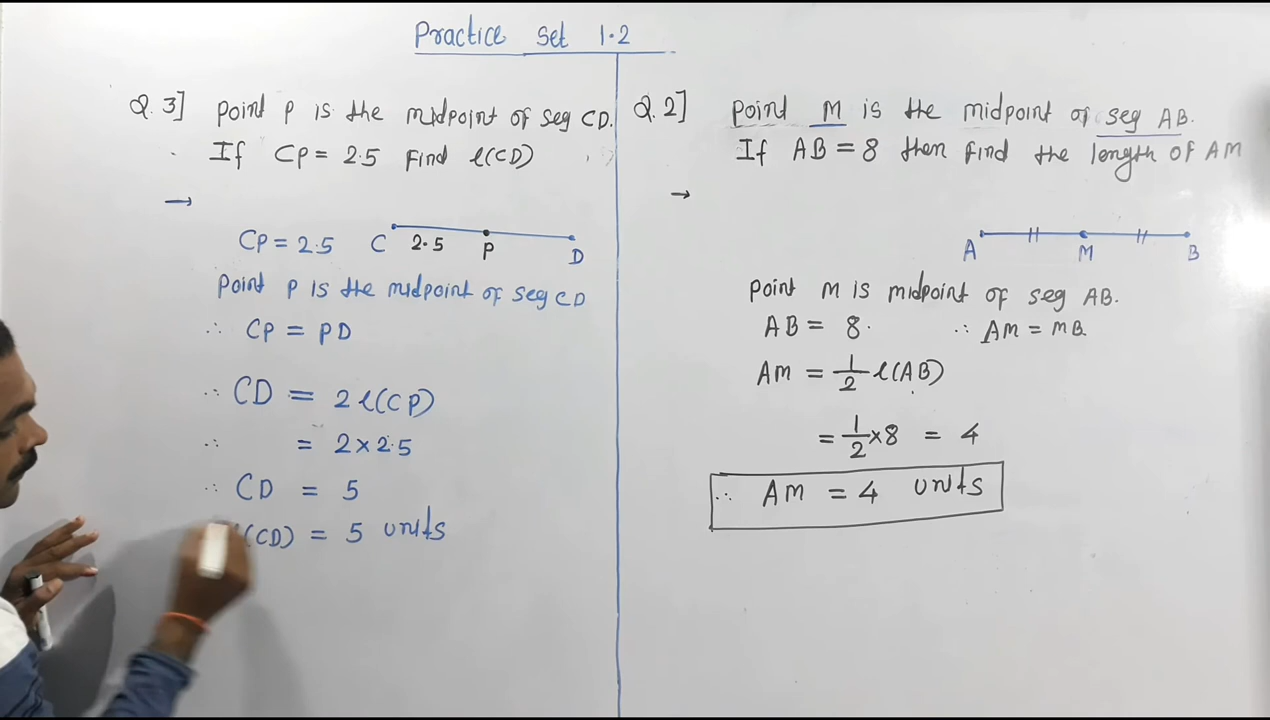 Practice Set 1.2
Q.3] Point P is the midpoint of seg CD.
If CP = 2.5 Find l(CD)
→
CP = 2.5
C 2.5 P D
Point P is the midpoint of seg CD
∴ CP = PD
∴ CD = 2 l(CP)
∴ = 2 × 2.5
∴ CD = 5
l(CD) = 5 units
Q.2] Point M is the midpoint of seg AB.
If AB = 8 then find the length of AM
→
A M B
Point M is midpoint of seg AB.
AB = 8. ∴ AM = MB.
AM = 1/2 l(AB)
= 1/2 × 8 = 4
∴ AM = 4 units